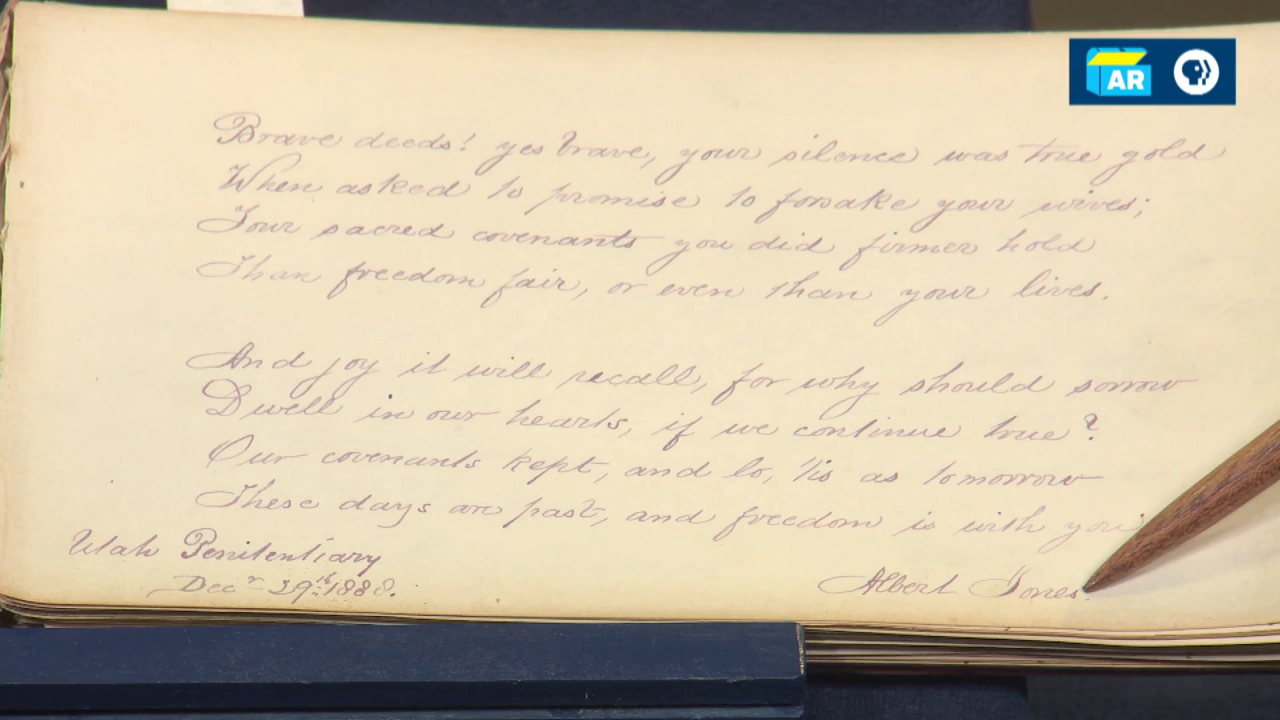 AR
Brave deeds! yes brave, your silence was true gold
When asked to promise to forsake your wives;
Your sacred covenants you did firmer hold
Than freedom fair, or even than your lives.
And joy it will recall, for why should sorrow
Dwell in our hearts, if we continue true?
Our covenants kept, and lo, 'tis as tomorrow
These days are past, and freedom is with you
Utah Penitentiary
Decr 29th 1888.
Albert Jones.